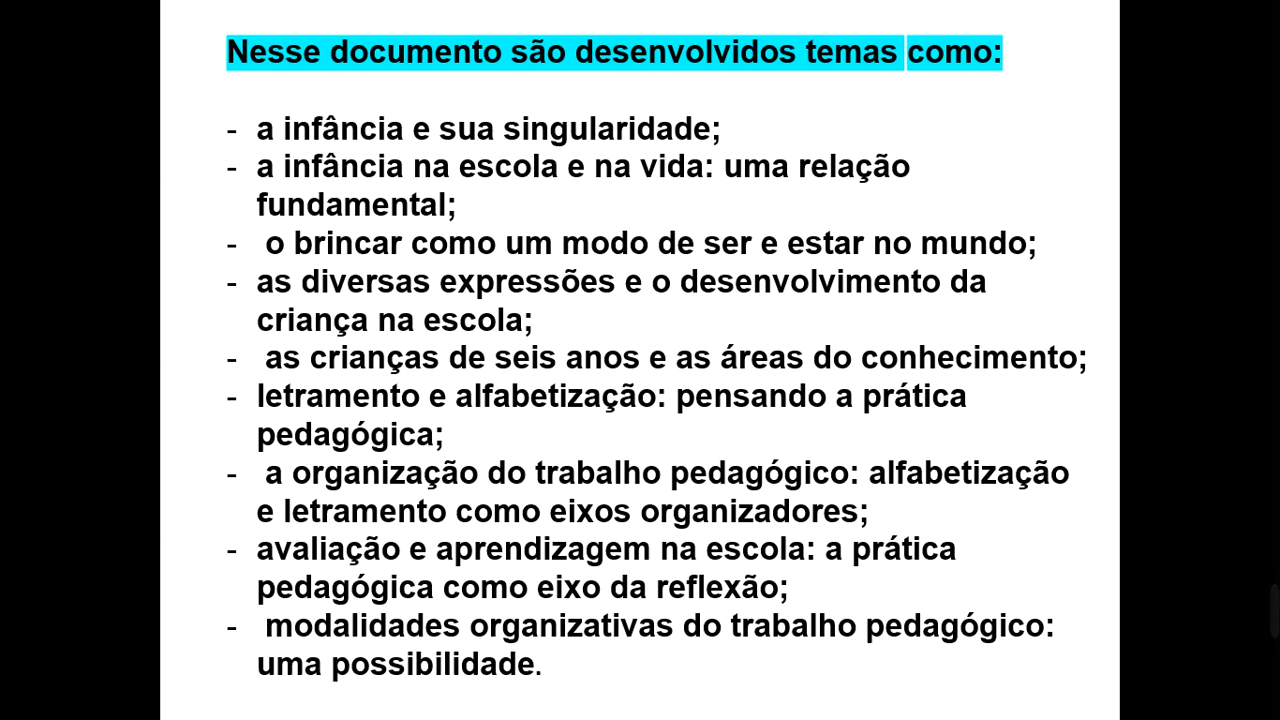 Nesse documento são desenvolvidos temas como:
- a infância e sua singularidade;
- a infância na escola e na vida: uma relação
fundamental;
- o brincar como um modo de ser e estar no mundo;
- as diversas expressões e o desenvolvimento da
criança na escola;
- as crianças de seis anos e as áreas do conhecimento;
- letramento e alfabetização: pensando a prática
pedagógica;
- a organização do trabalho pedagógico: alfabetização
e letramento como eixos organizadores;
- avaliação e aprendizagem na escola: a prática
pedagógica como eixo da reflexão;
- modalidades organizativas do trabalho pedagógico:
uma possibilidade.